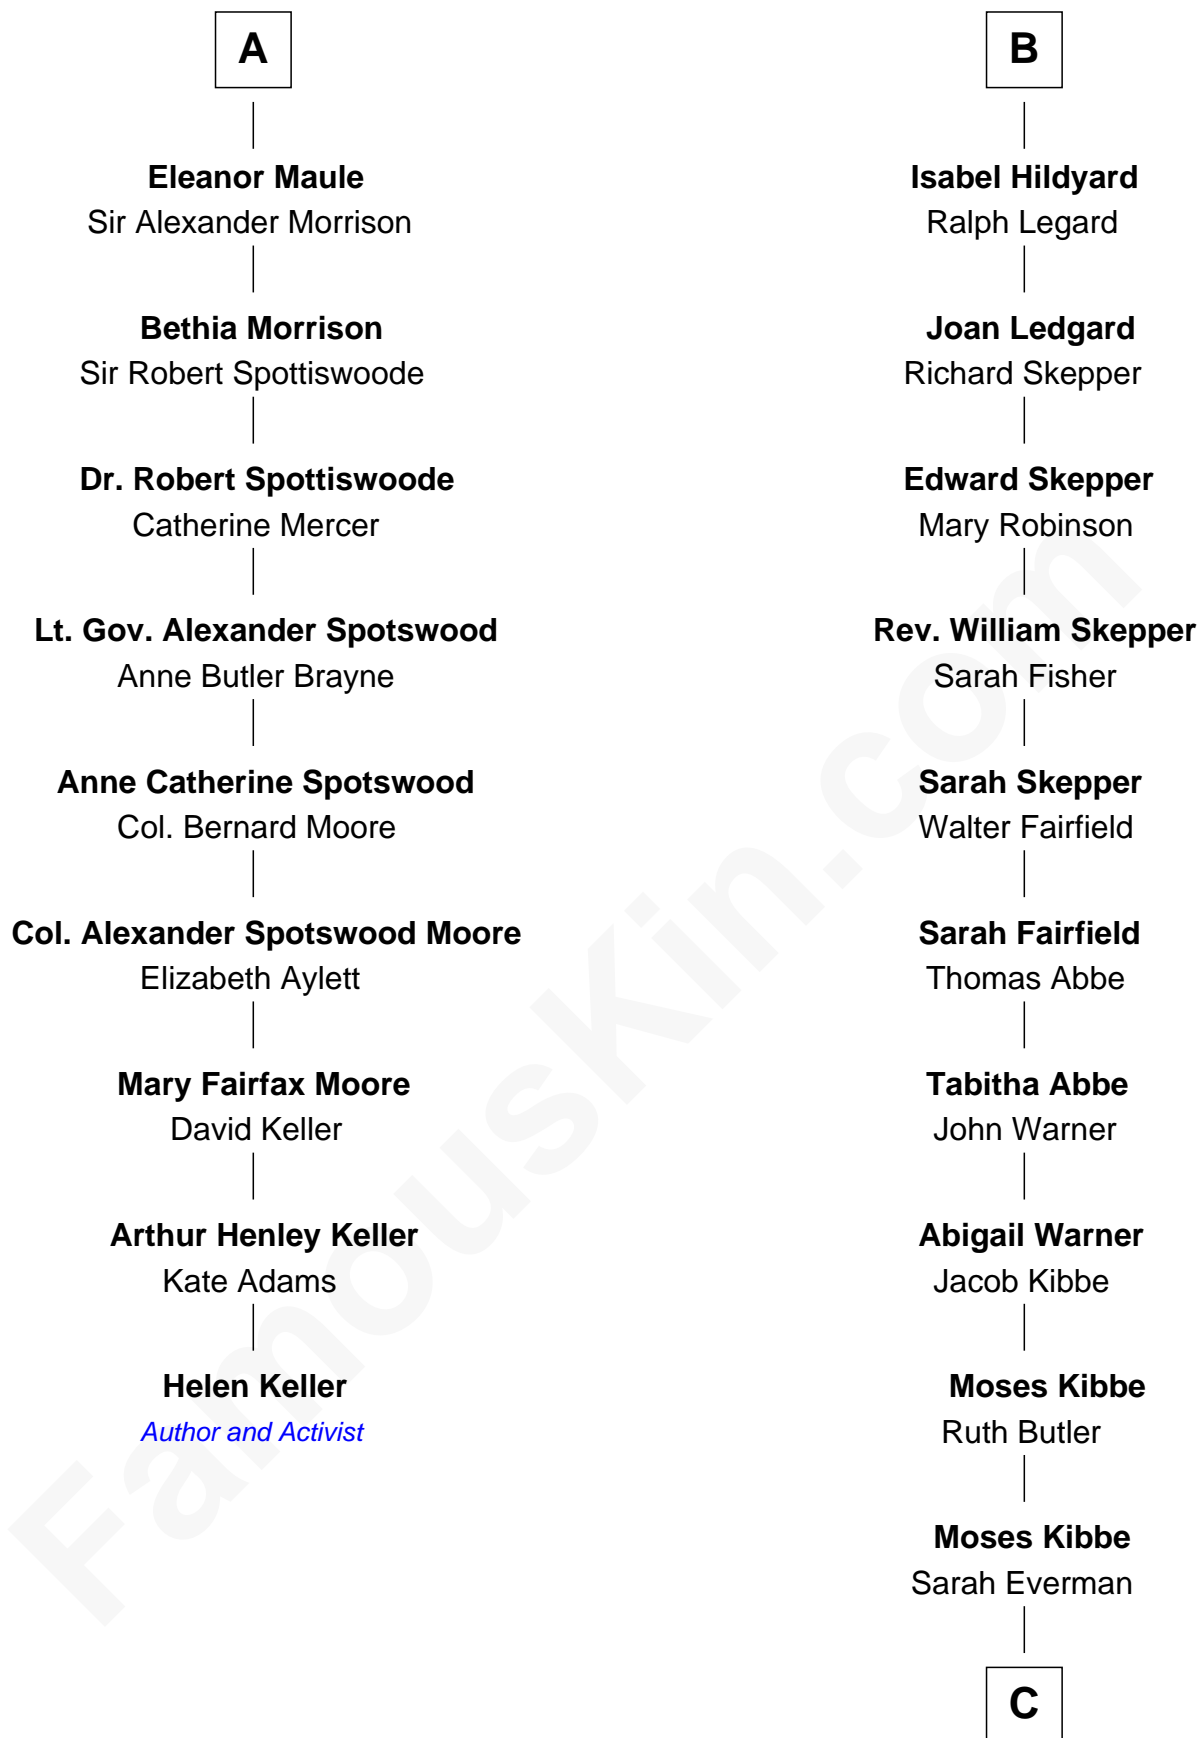 A
Eleanor Maule
Sir Alexander Morrison
Bethia Morrison
Sir Robert Spottiswoode
Dr. Robert Spottiswoode
Catherine Mercer
Lt. Gov. Alexander Spotswood
Anne Butler Brayne
Anne Catherine Spotswood
Col. Bernard Moore
Col. Alexander Spotswood Moore
Elizabeth Aylett
Mary Fairfax Moore
David Keller
Arthur Henley Keller
Kate Adams
Helen Keller
Author and Activist
B
Isabel Hildyard
Ralph Legard
Joan Ledgard
Richard Skepper
Edward Skepper
Mary Robinson
Rev. William Skepper
Sarah Fisher
Sarah Skepper
Walter Fairfield
Sarah Fairfield
Thomas Abbe
Tabitha Abbe
John Warner
Abigail Warner
Jacob Kibbe
Moses Kibbe
Ruth Butler
Moses Kibbe
Sarah Everman
C
FamousKin.com